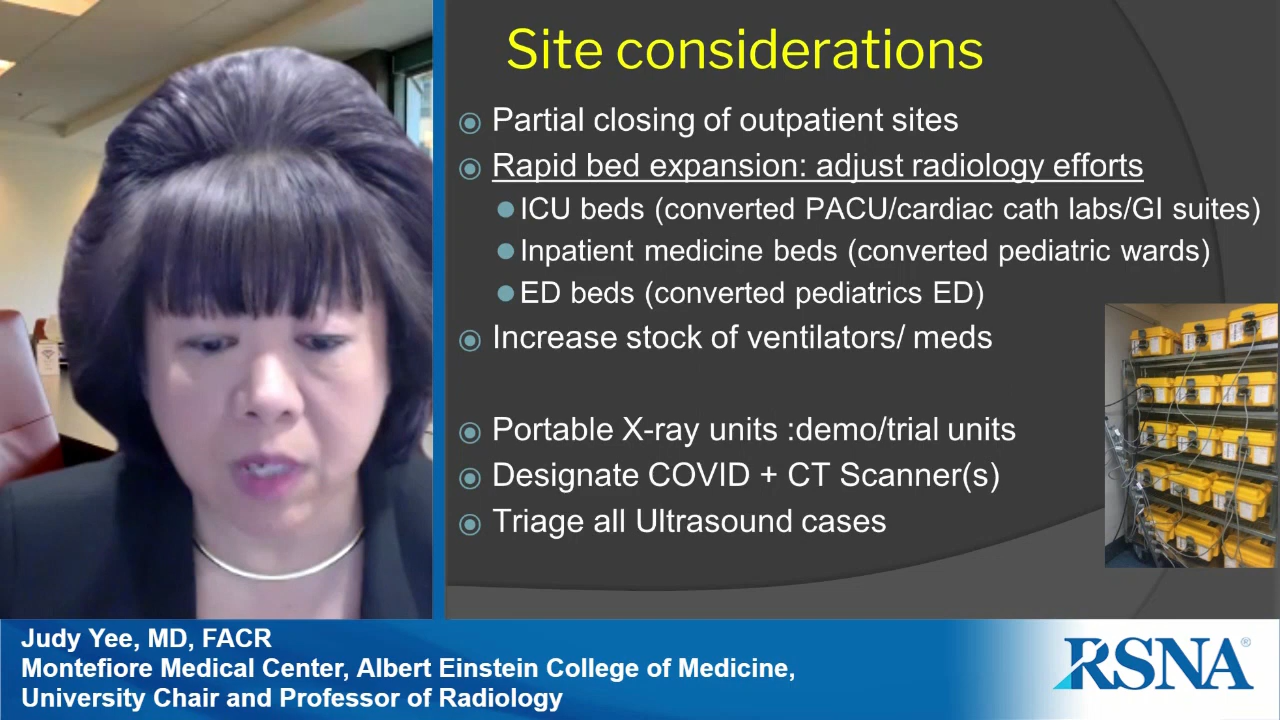 Site considerations
Partial closing of outpatient sites
Rapid bed expansion: adjust radiology efforts
ICU beds (converted PACU/cardiac cath labs/GI suites)
Inpatient medicine beds (converted pediatric wards)
ED beds (converted pediatrics ED)
Increase stock of ventilators/ meds
Portable X-ray units :demo/trial units
Designate COVID + CT Scanner(s)
Triage all Ultrasound cases
Judy Yee, MD, FACR
Montefiore Medical Center, Albert Einstein College of Medicine,
University Chair and Professor of Radiology
RSNA®